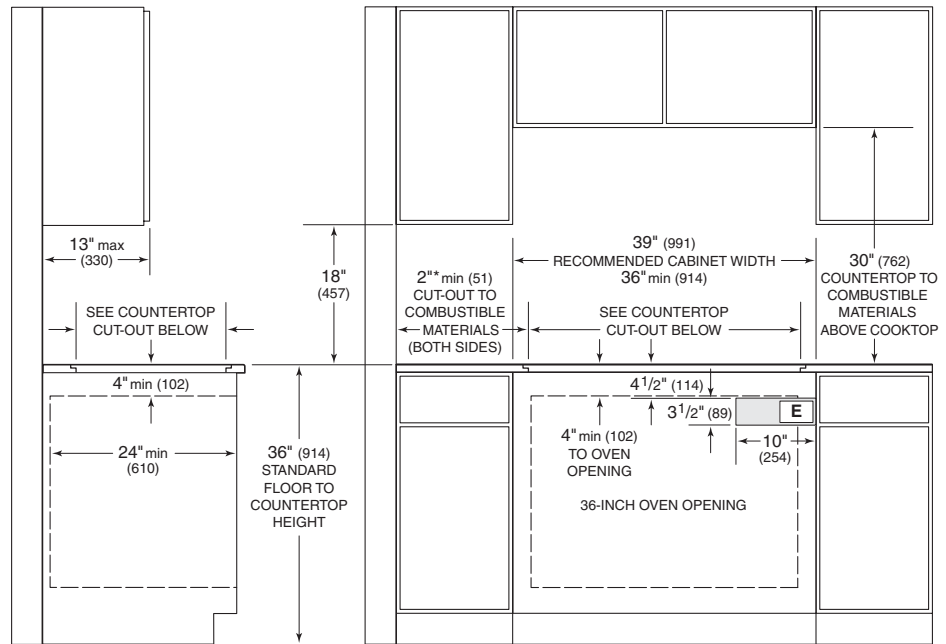 13" max
(330)
18"
(457)
2"* min (51)
CUT-OUT TO
COMBUSTIBLE
MATERIALS
(BOTH SIDES)
39" (991)
RECOMMENDED CABINET WIDTH
36" min (914)
30" (762)
COUNTERTOP TO
COMBUSTIBLE
MATERIALS
ABOVE COOKTOP
SEE COUNTERTOP
CUT-OUT BELOW
SEE COUNTERTOP
CUT-OUT BELOW
4" min (102)
24" min
(610)
36" (914)
STANDARD
FLOOR TO
COUNTERTOP
HEIGHT
4 1/2" (114)
3 1/2" (89)
E
4" min (102)
TO OVEN
OPENING
10"
(254)
36-INCH OVEN OPENING